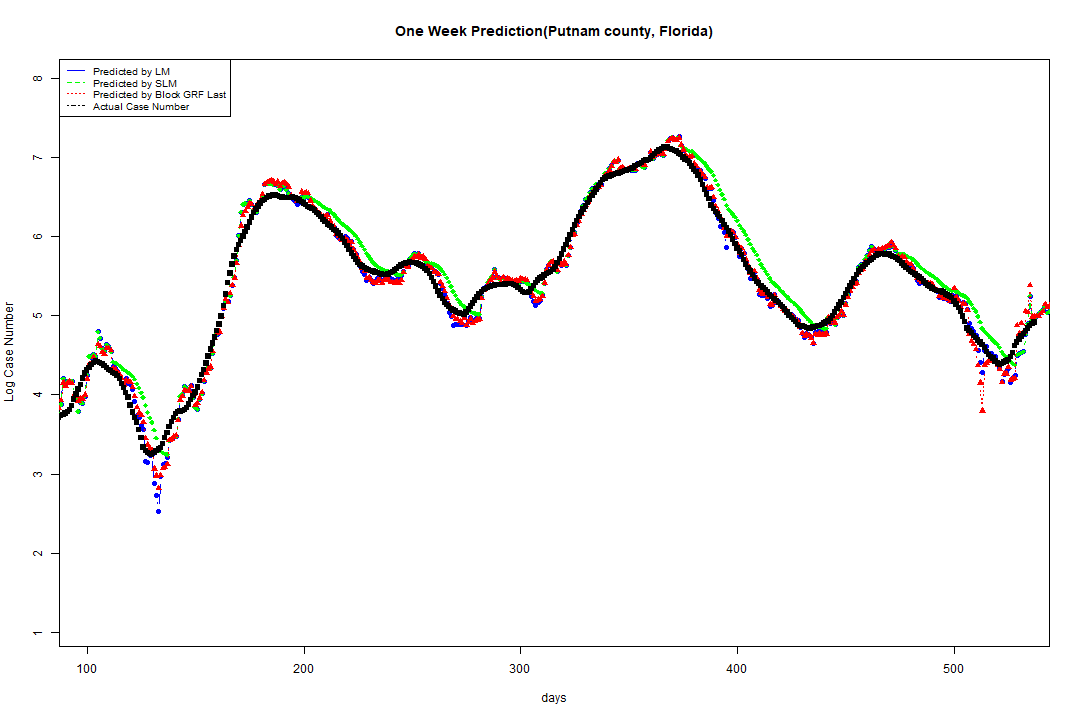 One Week Prediction(Putnam county, Florida)
Predicted by LM
Predicted by SLM
Predicted by Block GRF Last
Actual Case Number
8
7
6
5
4
3
2
1
Log Case Number
100 200 300 400 500
days